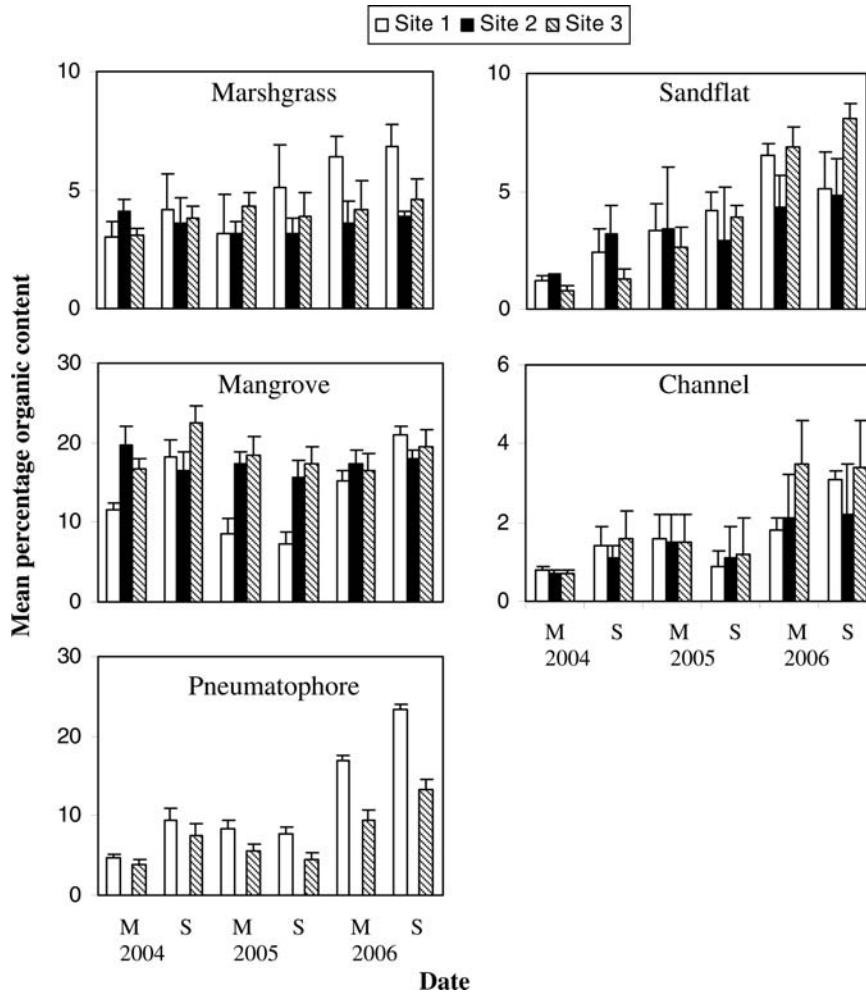 Site 1 Site 2 Site 3
Mean percentage organic content
Marshgrass
10
5
0
Sandflat
10
5
0
Mangrove
30
20
10
0
Channel
6
4
2
0
M S M S M S
2004 2005 2006
Pneumatophore
30
20
10
0
M S M S M S
2004 2005 2006
Date